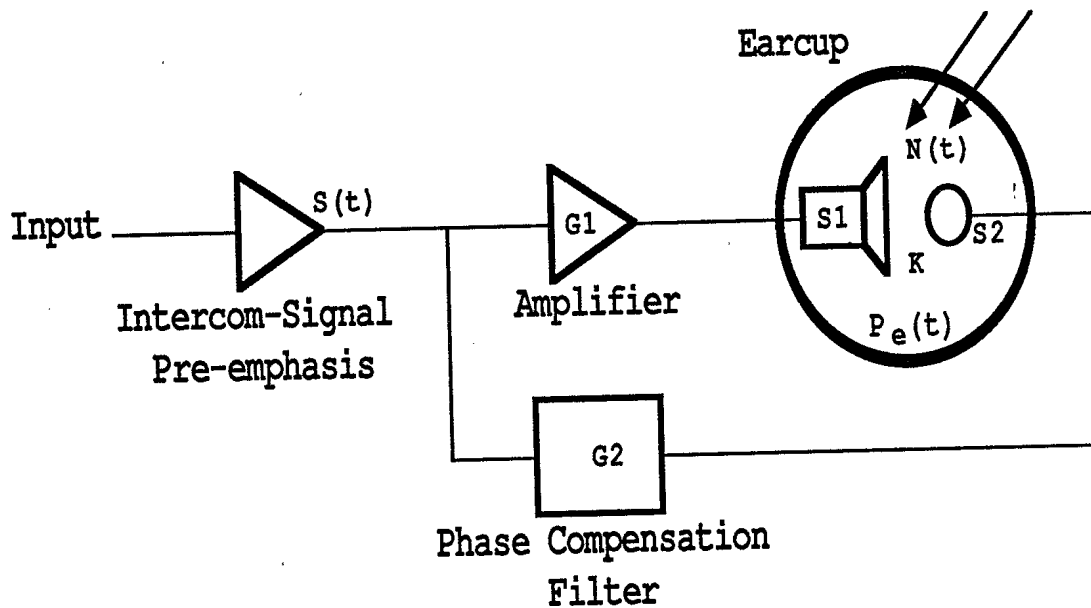 Earcup
N(t)
Input
S(t)
G1
S1
S2
K
Intercom-Signal
Pre-emphasis
Amplifier
Pe(t)
G2
Phase Compensation
Filter